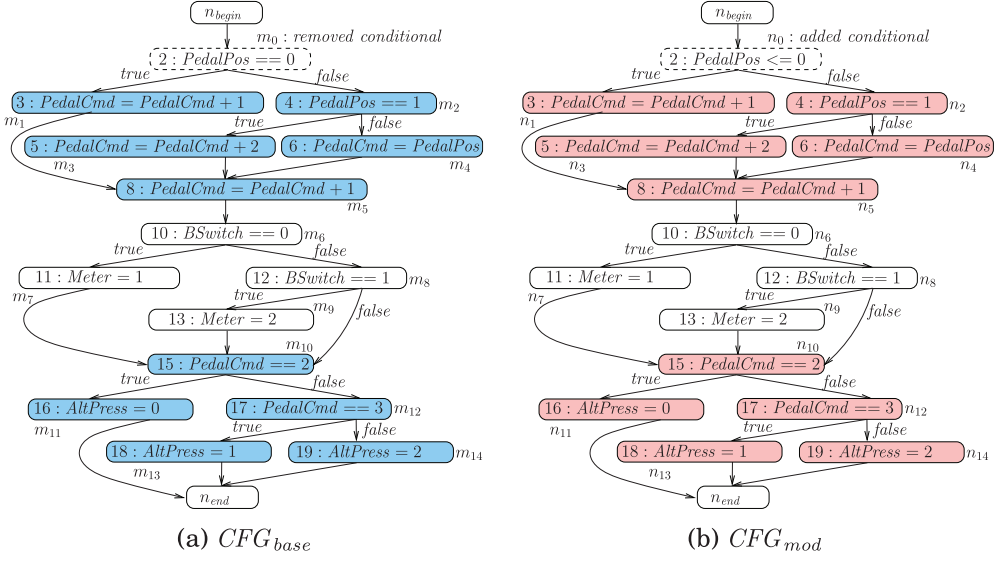 n_begin
m_0 : removed conditional
2 : PedalPos == 0
true
false
3 : PedalCmd = PedalCmd + 1
4 : PedalPos == 1
m_2
m_1
true
false
5 : PedalCmd = PedalCmd + 2
6 : PedalCmd = PedalPos
m_3
m_4
8 : PedalCmd = PedalCmd + 1
m_5
10 : BSwitch == 0
m_6
true
false
11 : Meter = 1
12 : BSwitch == 1
m_8
m_7
true
m_9
false
13 : Meter = 2
m_10
15 : PedalCmd == 2
true
false
16 : AltPress = 0
17 : PedalCmd == 3
m_12
m_11
true
false
18 : AltPress = 1
19 : AltPress = 2
m_14
m_13
n_end
(a) CFG_base
n_begin
n_0 : added conditional
2 : PedalPos <= 0
true
false
3 : PedalCmd = PedalCmd + 1
4 : PedalPos == 1
n_2
n_1
true
false
5 : PedalCmd = PedalCmd + 2
6 : PedalCmd = PedalPos
n_3
n_4
8 : PedalCmd = PedalCmd + 1
n_5
10 : BSwitch == 0
n_6
true
false
11 : Meter = 1
12 : BSwitch == 1
n_8
n_7
true
n_9
false
13 : Meter = 2
n_10
15 : PedalCmd == 2
true
false
16 : AltPress = 0
17 : PedalCmd == 3
n_12
n_11
true
false
18 : AltPress = 1
19 : AltPress = 2
n_14
n_13
n_end
(b) CFG_mod